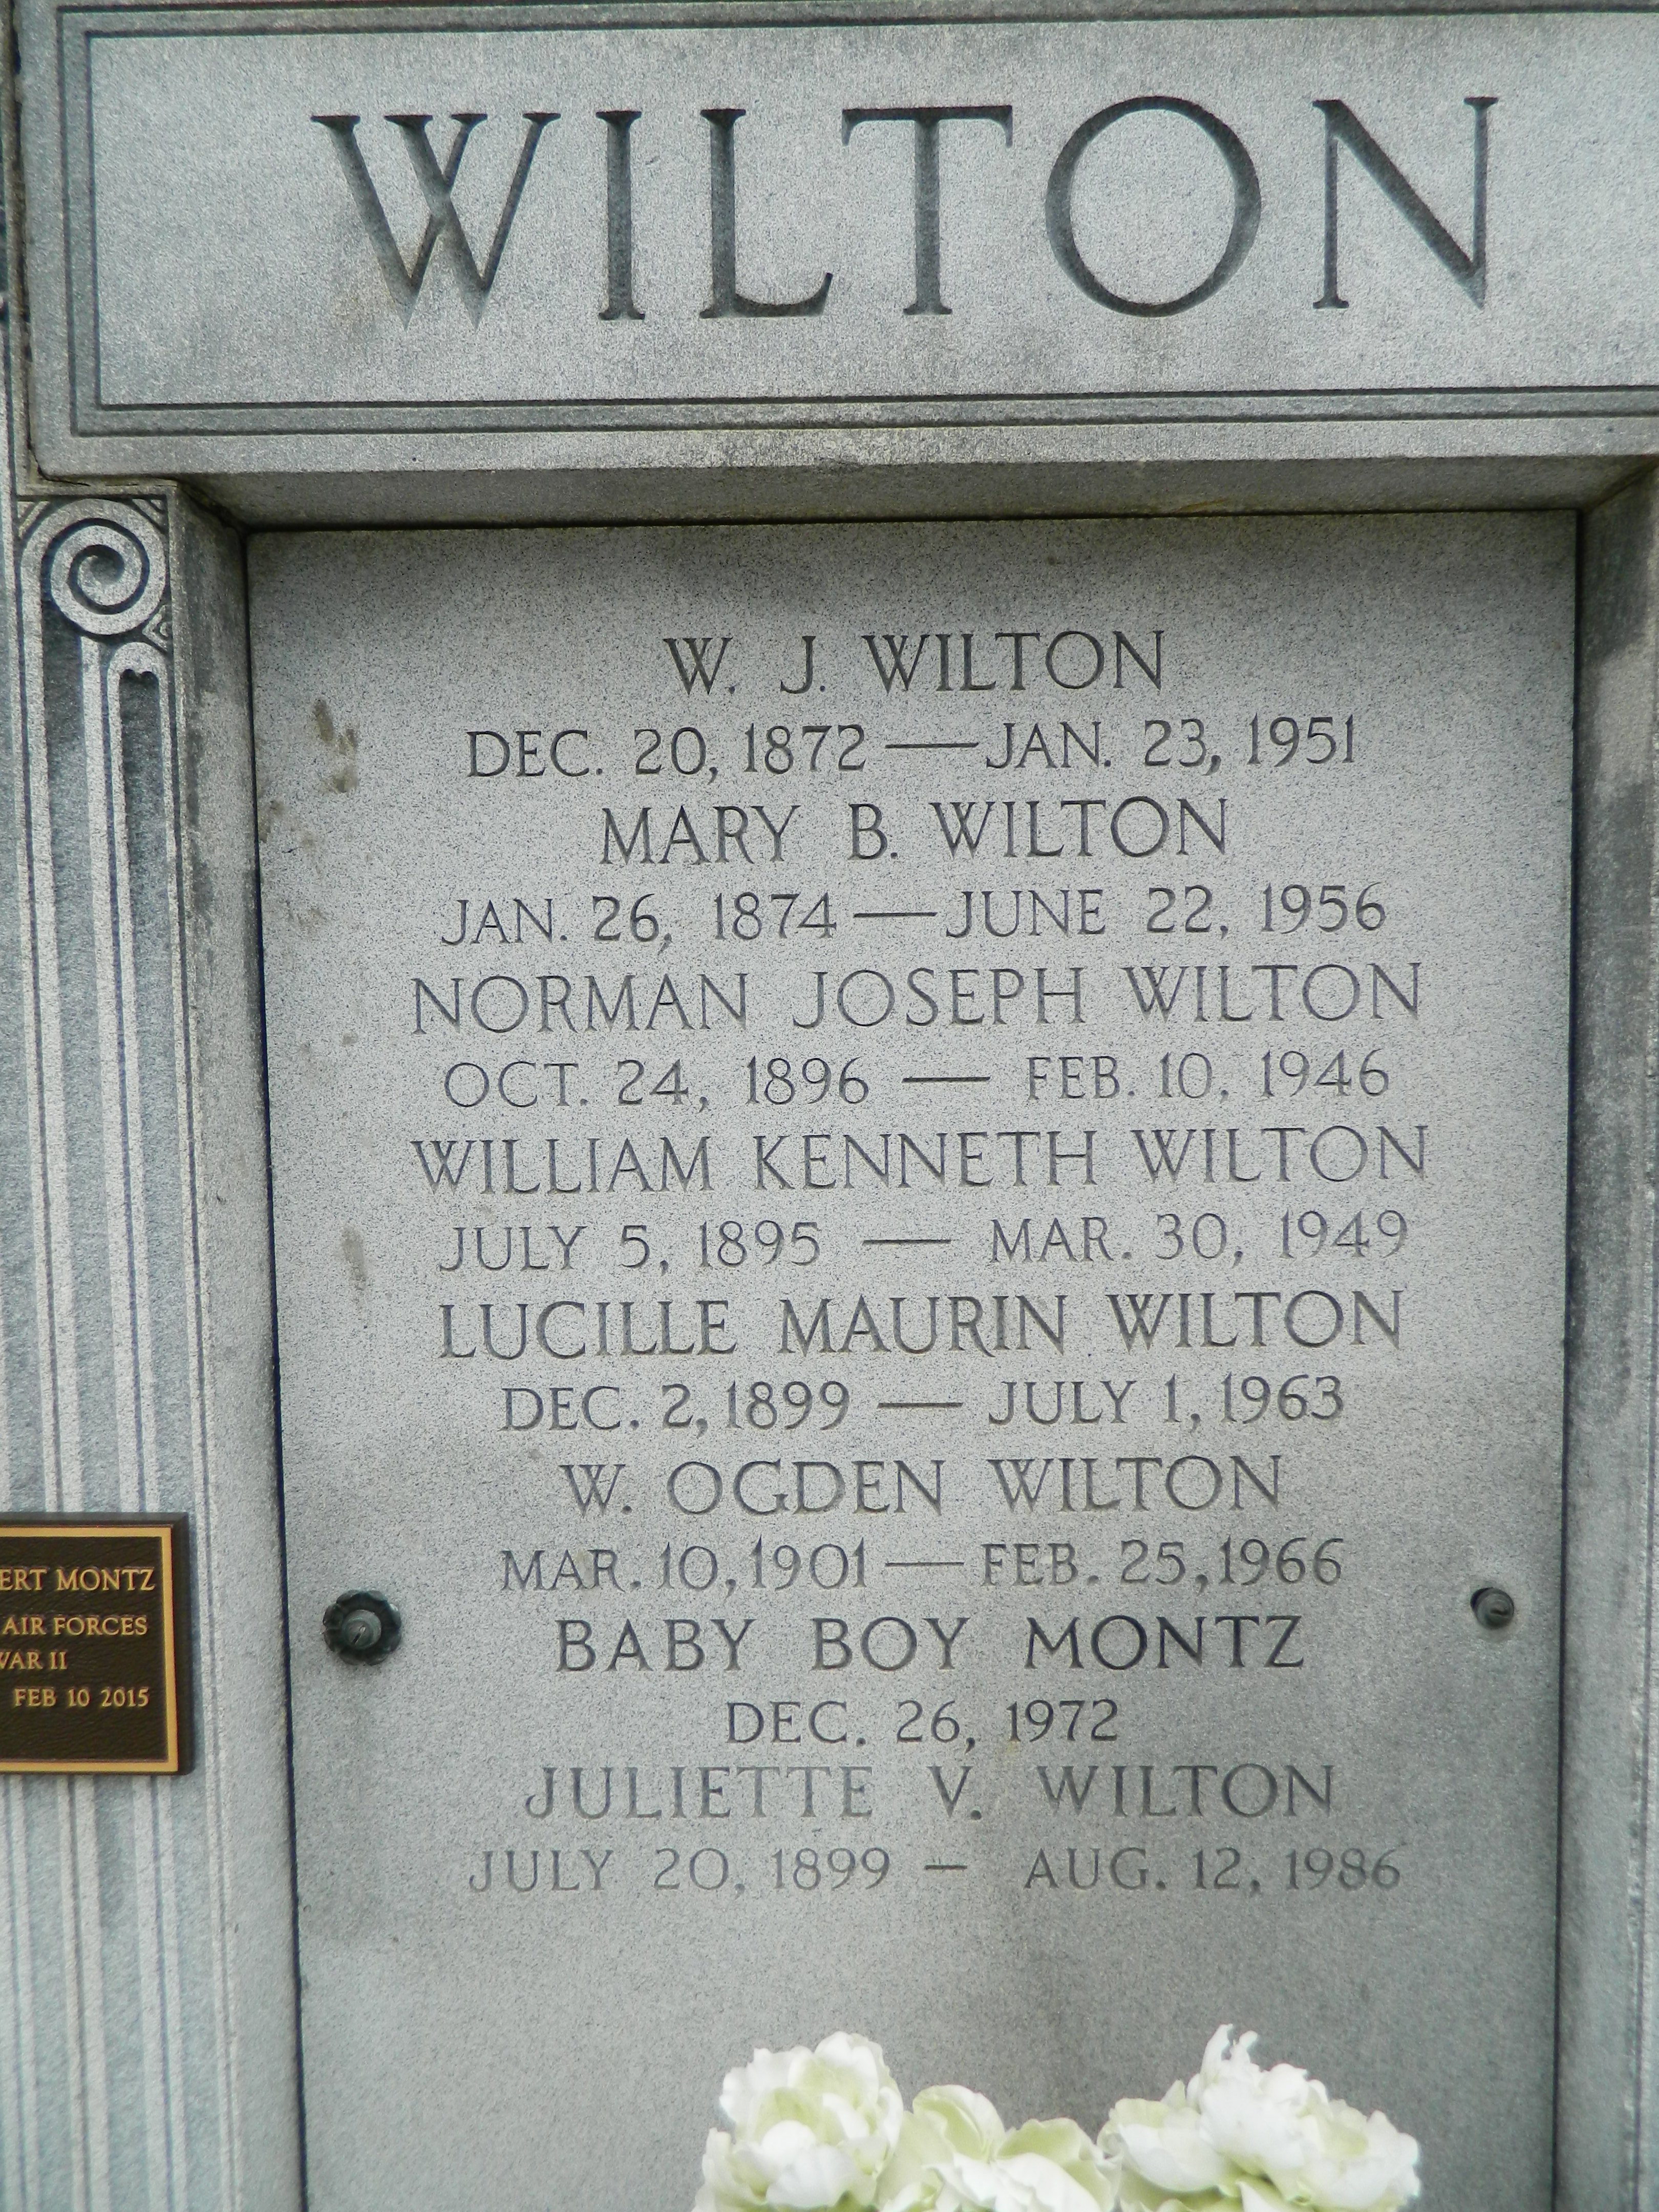 WILTON
W. J. WILTON
DEC. 20, 1872 — JAN. 23, 1951
MARY B. WILTON
JAN. 26, 1874 — JUNE 22, 1956
NORMAN JOSEPH WILTON
OCT. 24, 1896 — FEB. 10, 1946
WILLIAM KENNETH WILTON
JULY 5, 1895 — MAR. 30, 1949
LUCILLE MAURIN WILTON
DEC. 2, 1899 — JULY 1, 1963
W. OGDEN WILTON
MAR. 10, 1901 — FEB. 25, 1966
BABY BOY MONTZ
DEC. 26, 1972
JULIETTE V. WILTON
JULY 20, 1899 — AUG. 12, 1986
ERT MONTZ
AIR FORCES
WAR II
FEB 10 2015